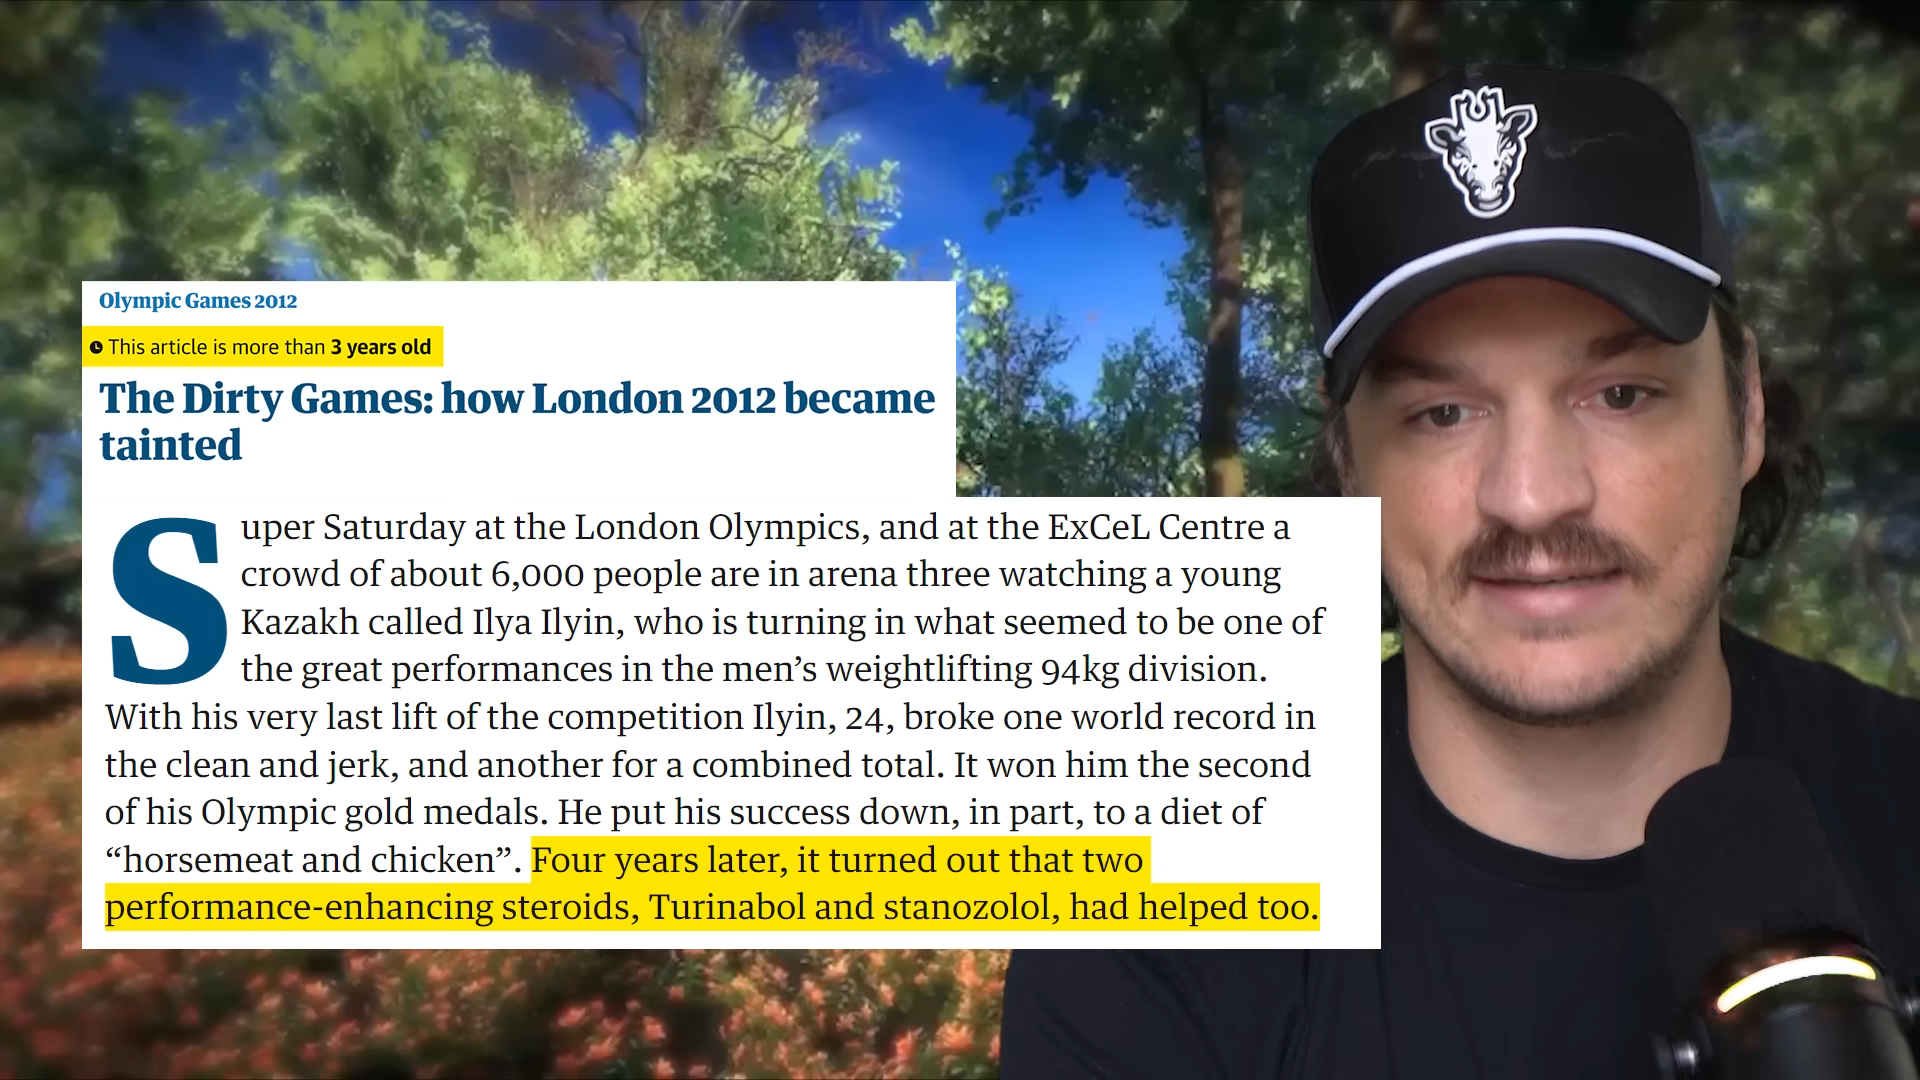 Olympic Games 2012
This article is more than 3 years old
The Dirty Games: how London 2012 became
tainted
Super Saturday at the London Olympics, and at the ExCeL Centre a
crowd of about 6,000 people are in arena three watching a young
Kazakh called Ilya Ilyin, who is turning in what seemed to be one of
the great performances in the men’s weightlifting 94kg division.
With his very last lift of the competition Ilyin, 24, broke one world record in
the clean and jerk, and another for a combined total. It won him the second
of his Olympic gold medals. He put his success down, in part, to a diet of
“horsemeat and chicken”. Four years later, it turned out that two
performance-enhancing steroids, Turinabol and stanozolol, had helped too.